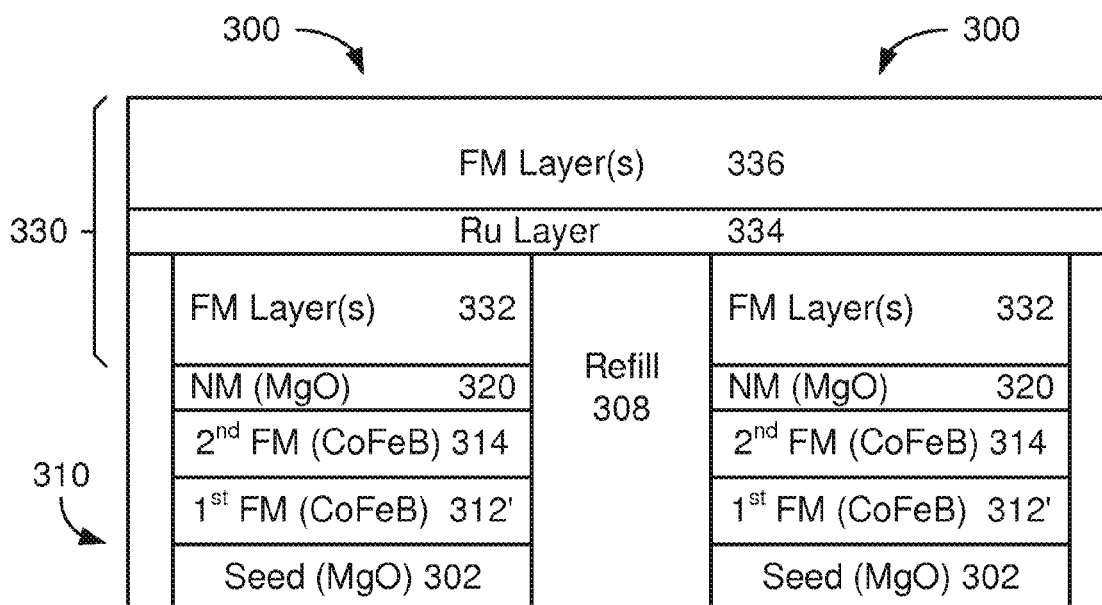 300 300
FM Layer(s) 336
330
Ru Layer 334
FM Layer(s) 332 FM Layer(s) 332
Refill
308
NM (MgO) 320 NM (MgO) 320
2nd FM (CoFeB) 314 2nd FM (CoFeB) 314
310
1st FM (CoFeB) 312' 1st FM (CoFeB) 312'
Seed (MgO) 302 Seed (MgO) 302